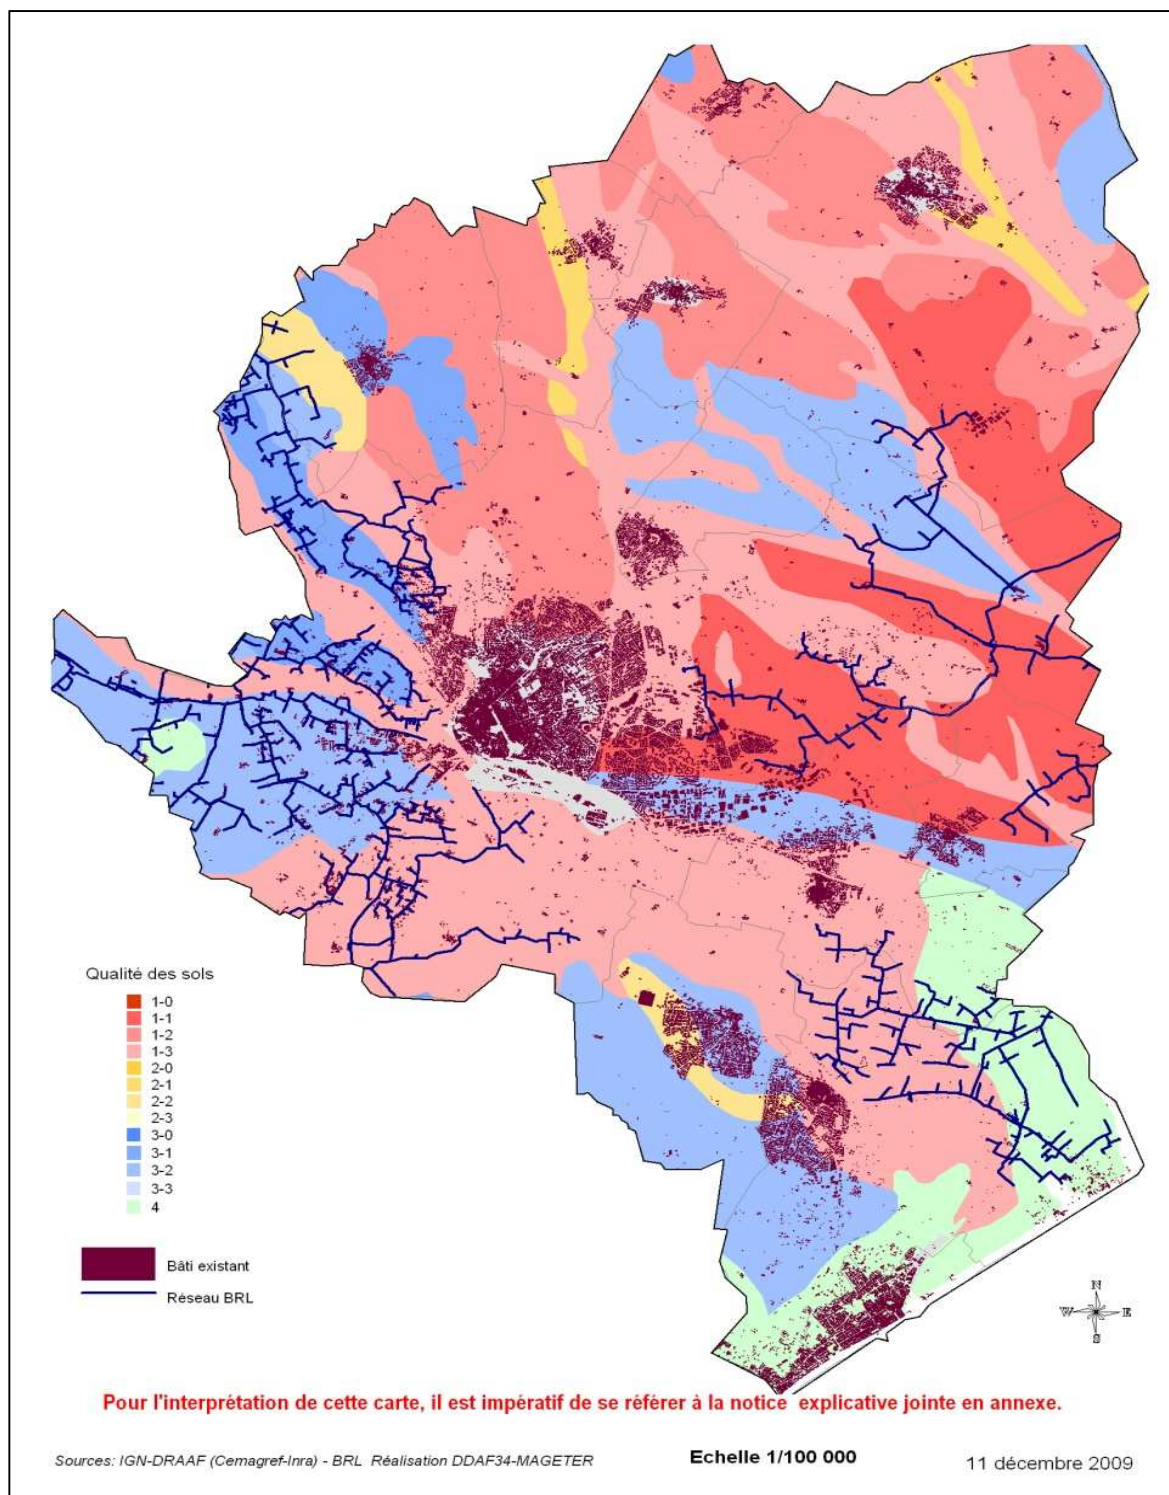 Qualité des sols
1-0
1-1
1-2
1-3
2-0
2-1
2-2
2-3
3-0
3-1
3-2
3-3
4
Bâti existant
Réseau BRL
N
W E
S
Pour l'interprétation de cette carte, il est impératif de se référer à la notice explicative jointe en annexe.
Sources: IGN-DRAAF (Cemagref-Inra) - BRL Réalisation DDAF34-MAGETER
Echelle 1/100 000
11 décembre 2009